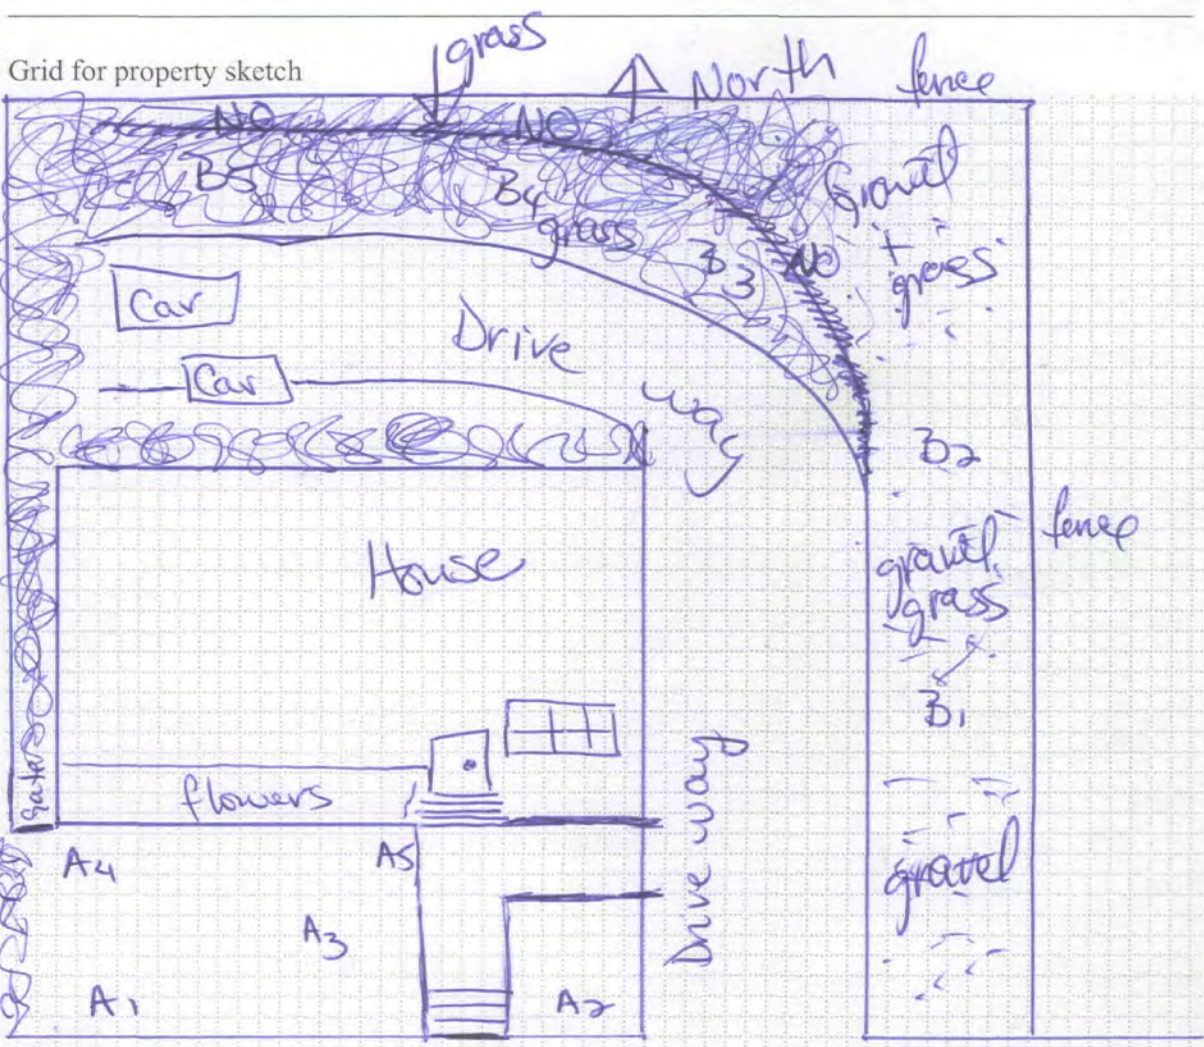 Grid for property sketch
grass
North
fence
NO
NO
B5
B4
grass
B3
NO
Gravel
+
grass
Car
Drive
way
Car
B2
House
gravel
grass
fence
B1
flowers
gate
Drive way
gravel
A4
A5
A3
A1
A2